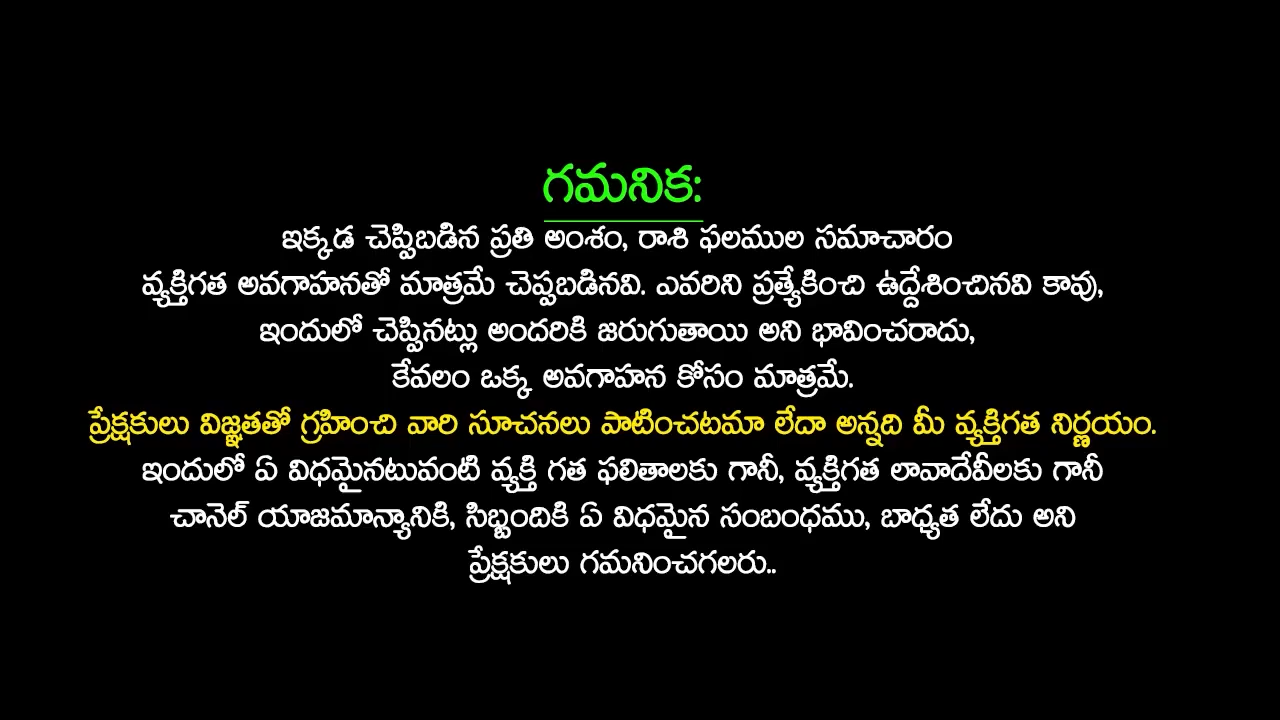 గమనిక:
ఇక్కడ చెప్పిబడిన ప్రతి అంశం, రాశి ఫలముల సమాచారం
వ్యక్తిగత అవగాహనతో మాత్రమే చెప్పబడినవి. ఎవరిని ప్రత్యేకించి ఉద్దేశించినవి కావు,
ఇందులో చెప్పినట్లు అందరికి జరుగుతాయి అని భావించరాదు,
కేవలం ఒక్క అవగాహన కోసం మాత్రమే.
ప్రేక్షకులు విజ్ఞతతో గ్రహించి వారి సూచనలు పాటించటమా లేదా అన్నది మీ వ్యక్తిగత నిర్ణయం.
ఇందులో ఏ విధమైనటువంటి వ్యక్తి గత ఫలితాలకు గానీ, వ్యక్తిగత లావాదేవీలకు గానీ
చానెల్ యాజమాన్యానికి, సిబ్బందికి ఏ విధమైన సంబంధము, బాధ్యత లేదు అని
ప్రేక్షకులు గమనించగలరు..